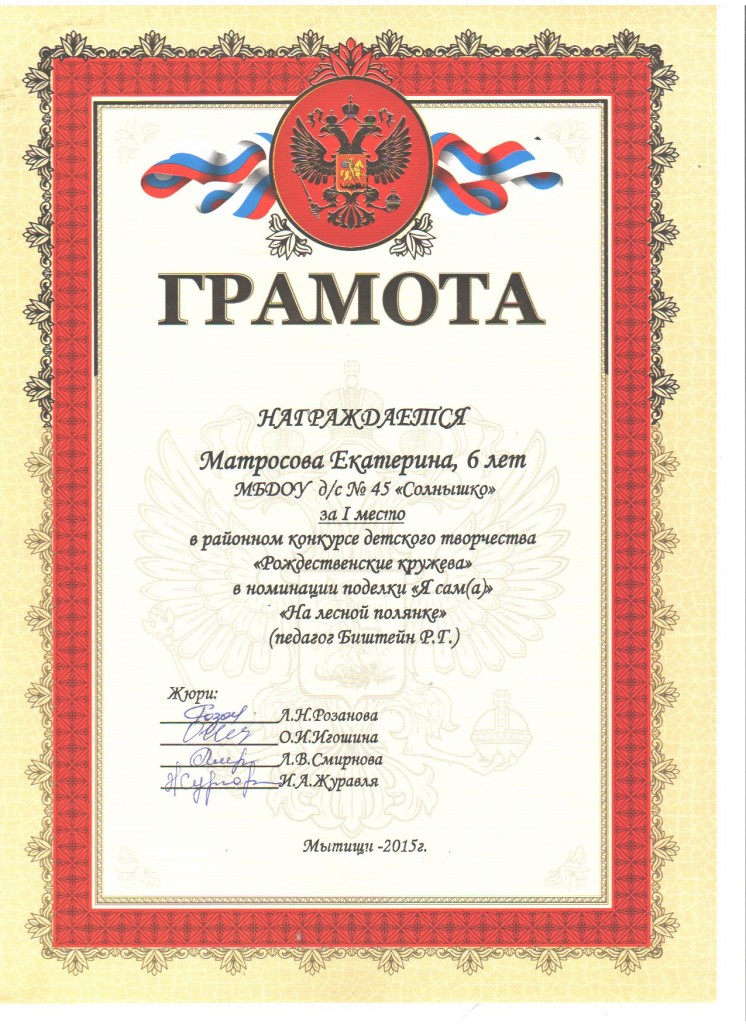 ГРАМОТА
НАГРАЖДАЕТСЯ
Матросова Екатерина, 6 лет
МБДОУ д/с № 45 «Солнышко»
за I место
в районном конкурсе детского творчества
«Рождественские кружева»
в номинации поделки «Я сам(а)»
«На лесной полянке»
(педагог Биштейн Р.Г.)
Жюри:
Л.Н.Розанова
О.И.Игошина
Л.В.Смирнова
И.А.Журавля
Мытищи -2015г.